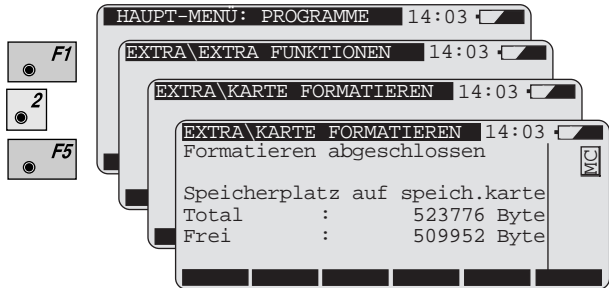 HAUPT-MENÜ: PROGRAMME 14:03
F1
EXTRA\EXTRA FUNKTIONEN 14:03
2
EXTRA\KARTE FORMATIEREN 14:03
F5
EXTRA\KARTE FORMATIEREN 14:03
Formatieren abgeschlossen
MC
Speicherplatz auf speich.karte
Total : 523776 Byte
Frei : 509952 Byte